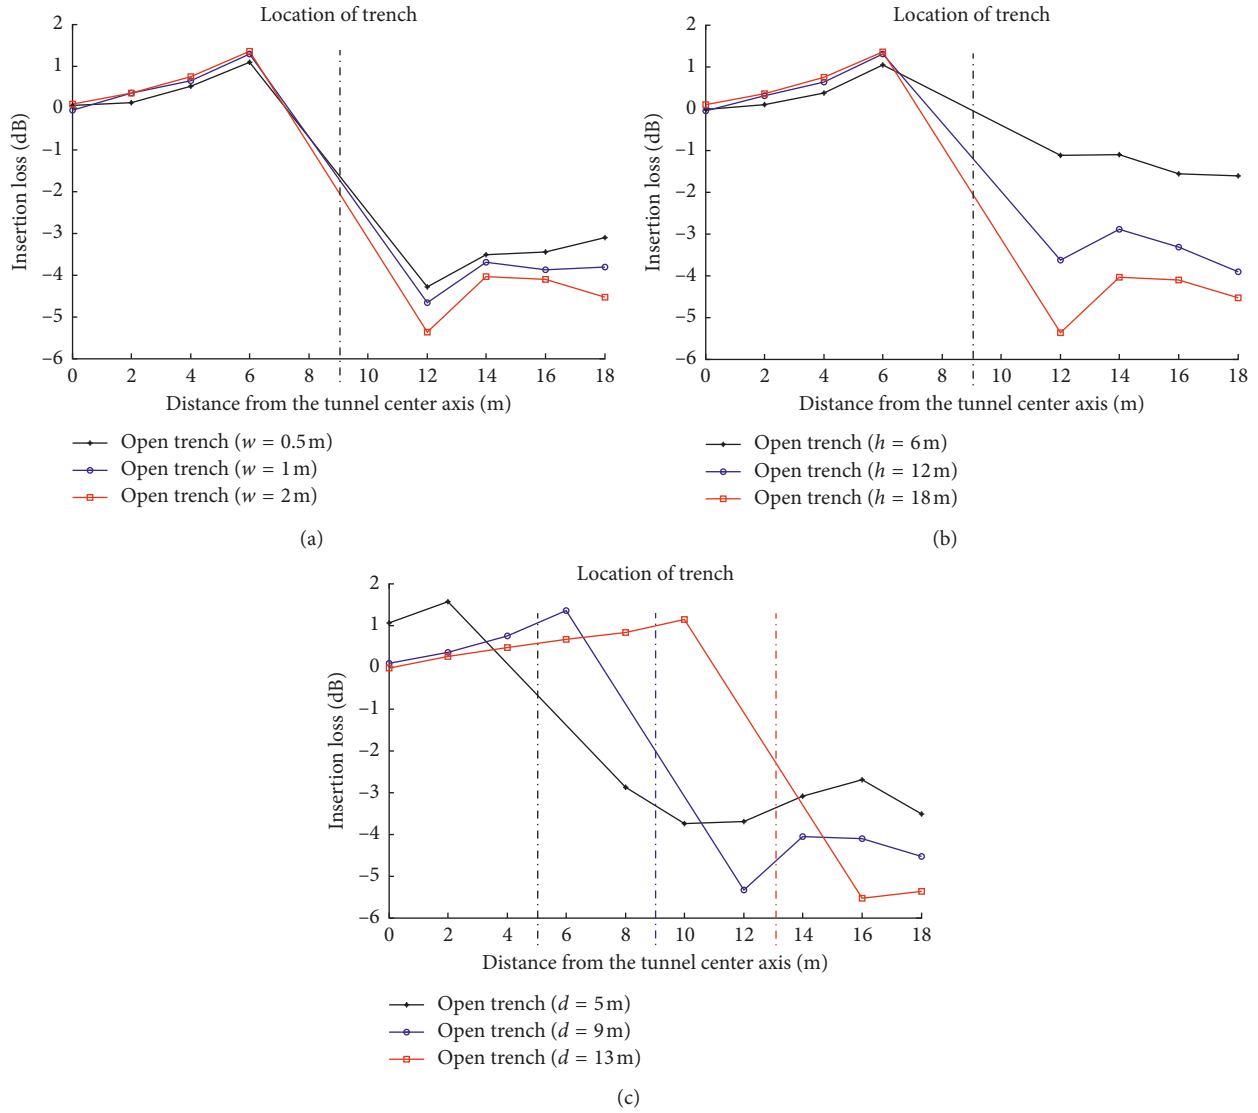 Location of trench
2
1
0
–1
–2
–3
–4
–5
–6
Insertion loss (dB)
0 2 4 6 8 10 12 14 16 18
Distance from the tunnel center axis (m)
Open trench (w = 0.5 m)
Open trench (w = 1 m)
Open trench (w = 2 m)
(a)
Location of trench
2
1
0
–1
–2
–3
–4
–5
–6
Insertion loss (dB)
0 2 4 6 8 10 12 14 16 18
Distance from the tunnel center axis (m)
Open trench (h = 6 m)
Open trench (h = 12 m)
Open trench (h = 18 m)
(b)
Location of trench
2
1
0
–1
–2
–3
–4
–5
–6
Insertion loss (dB)
0 2 4 6 8 10 12 14 16 18
Distance from the tunnel center axis (m)
Open trench (d = 5 m)
Open trench (d = 9 m)
Open trench (d = 13 m)
(c)